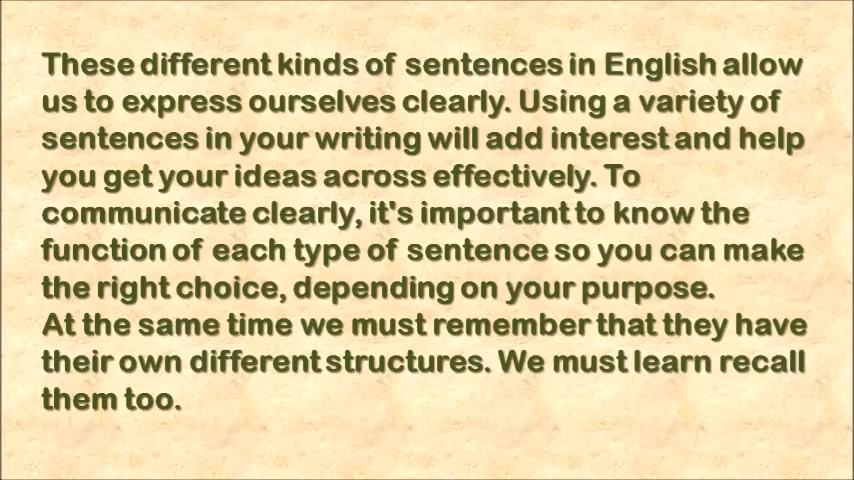 These different kinds of sentences in English allow
us to express ourselves clearly. Using a variety of
sentences in your writing will add interest and help
you get your ideas across effectively. To
communicate clearly, it's important to know the
function of each type of sentence so you can make
the right choice, depending on your purpose.
At the same time we must remember that they have
their own different structures. We must learn recall
them too.